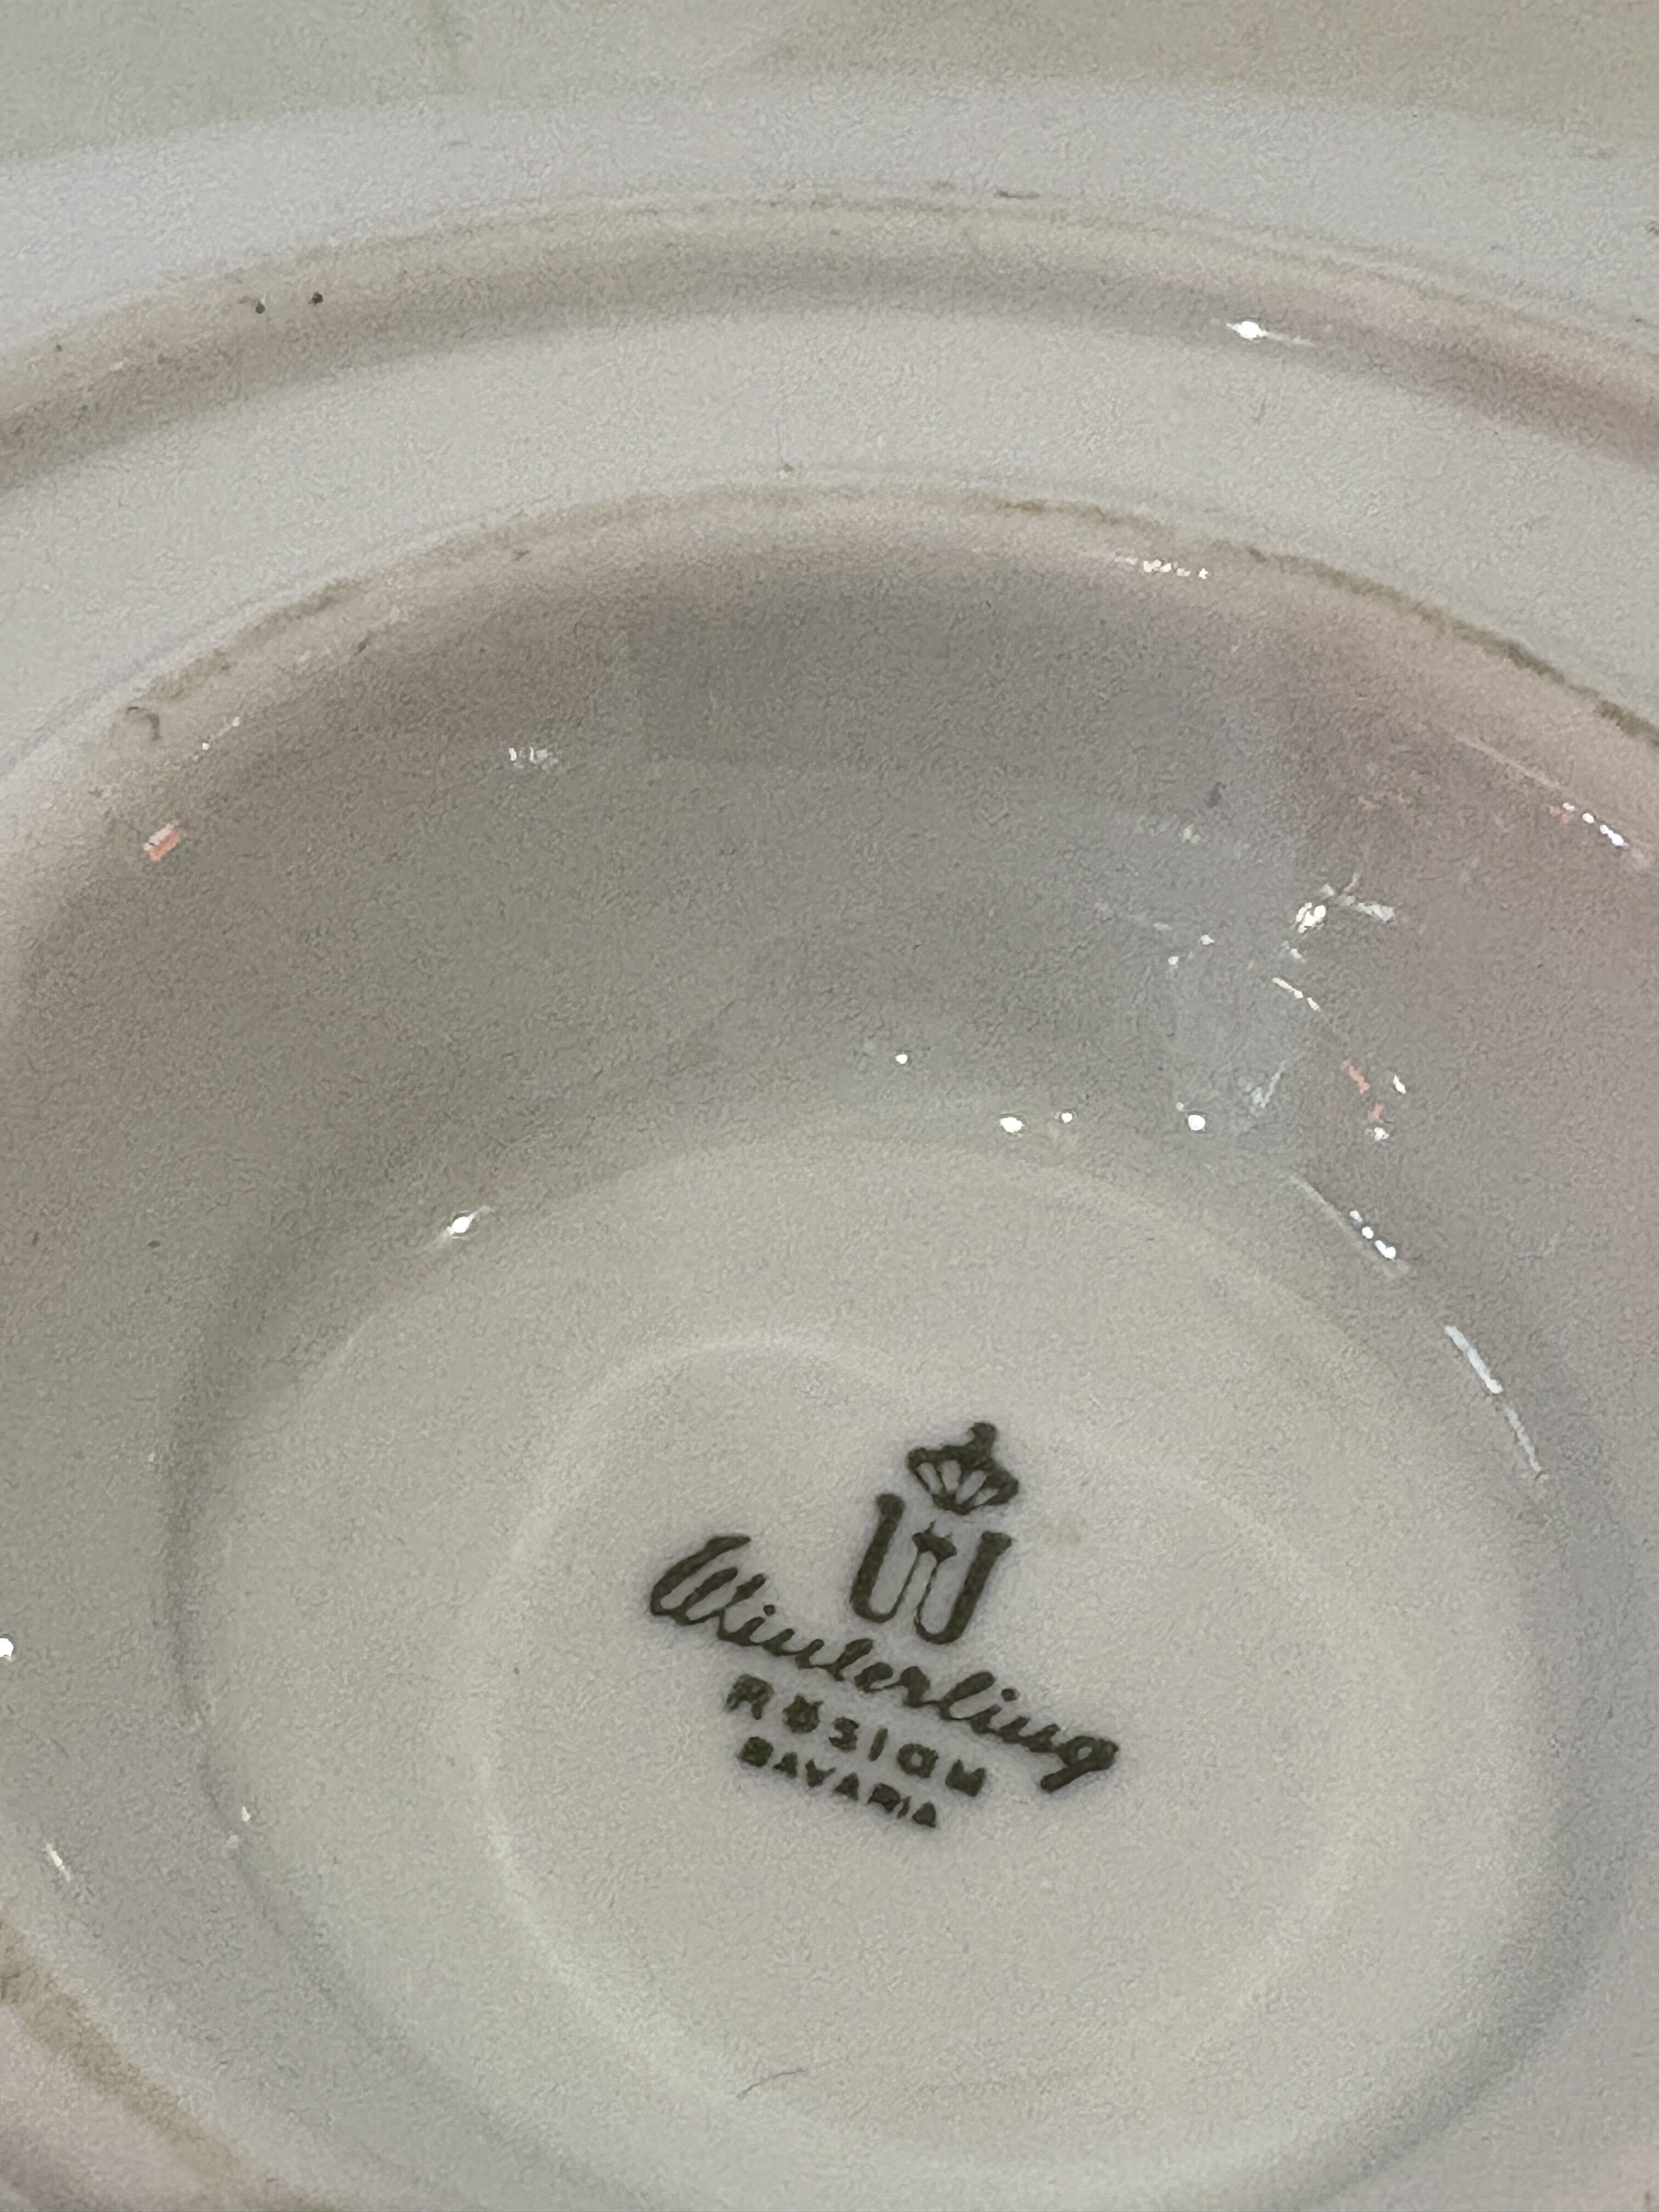 W
Winterling
RÖSLAU
BAVARIA